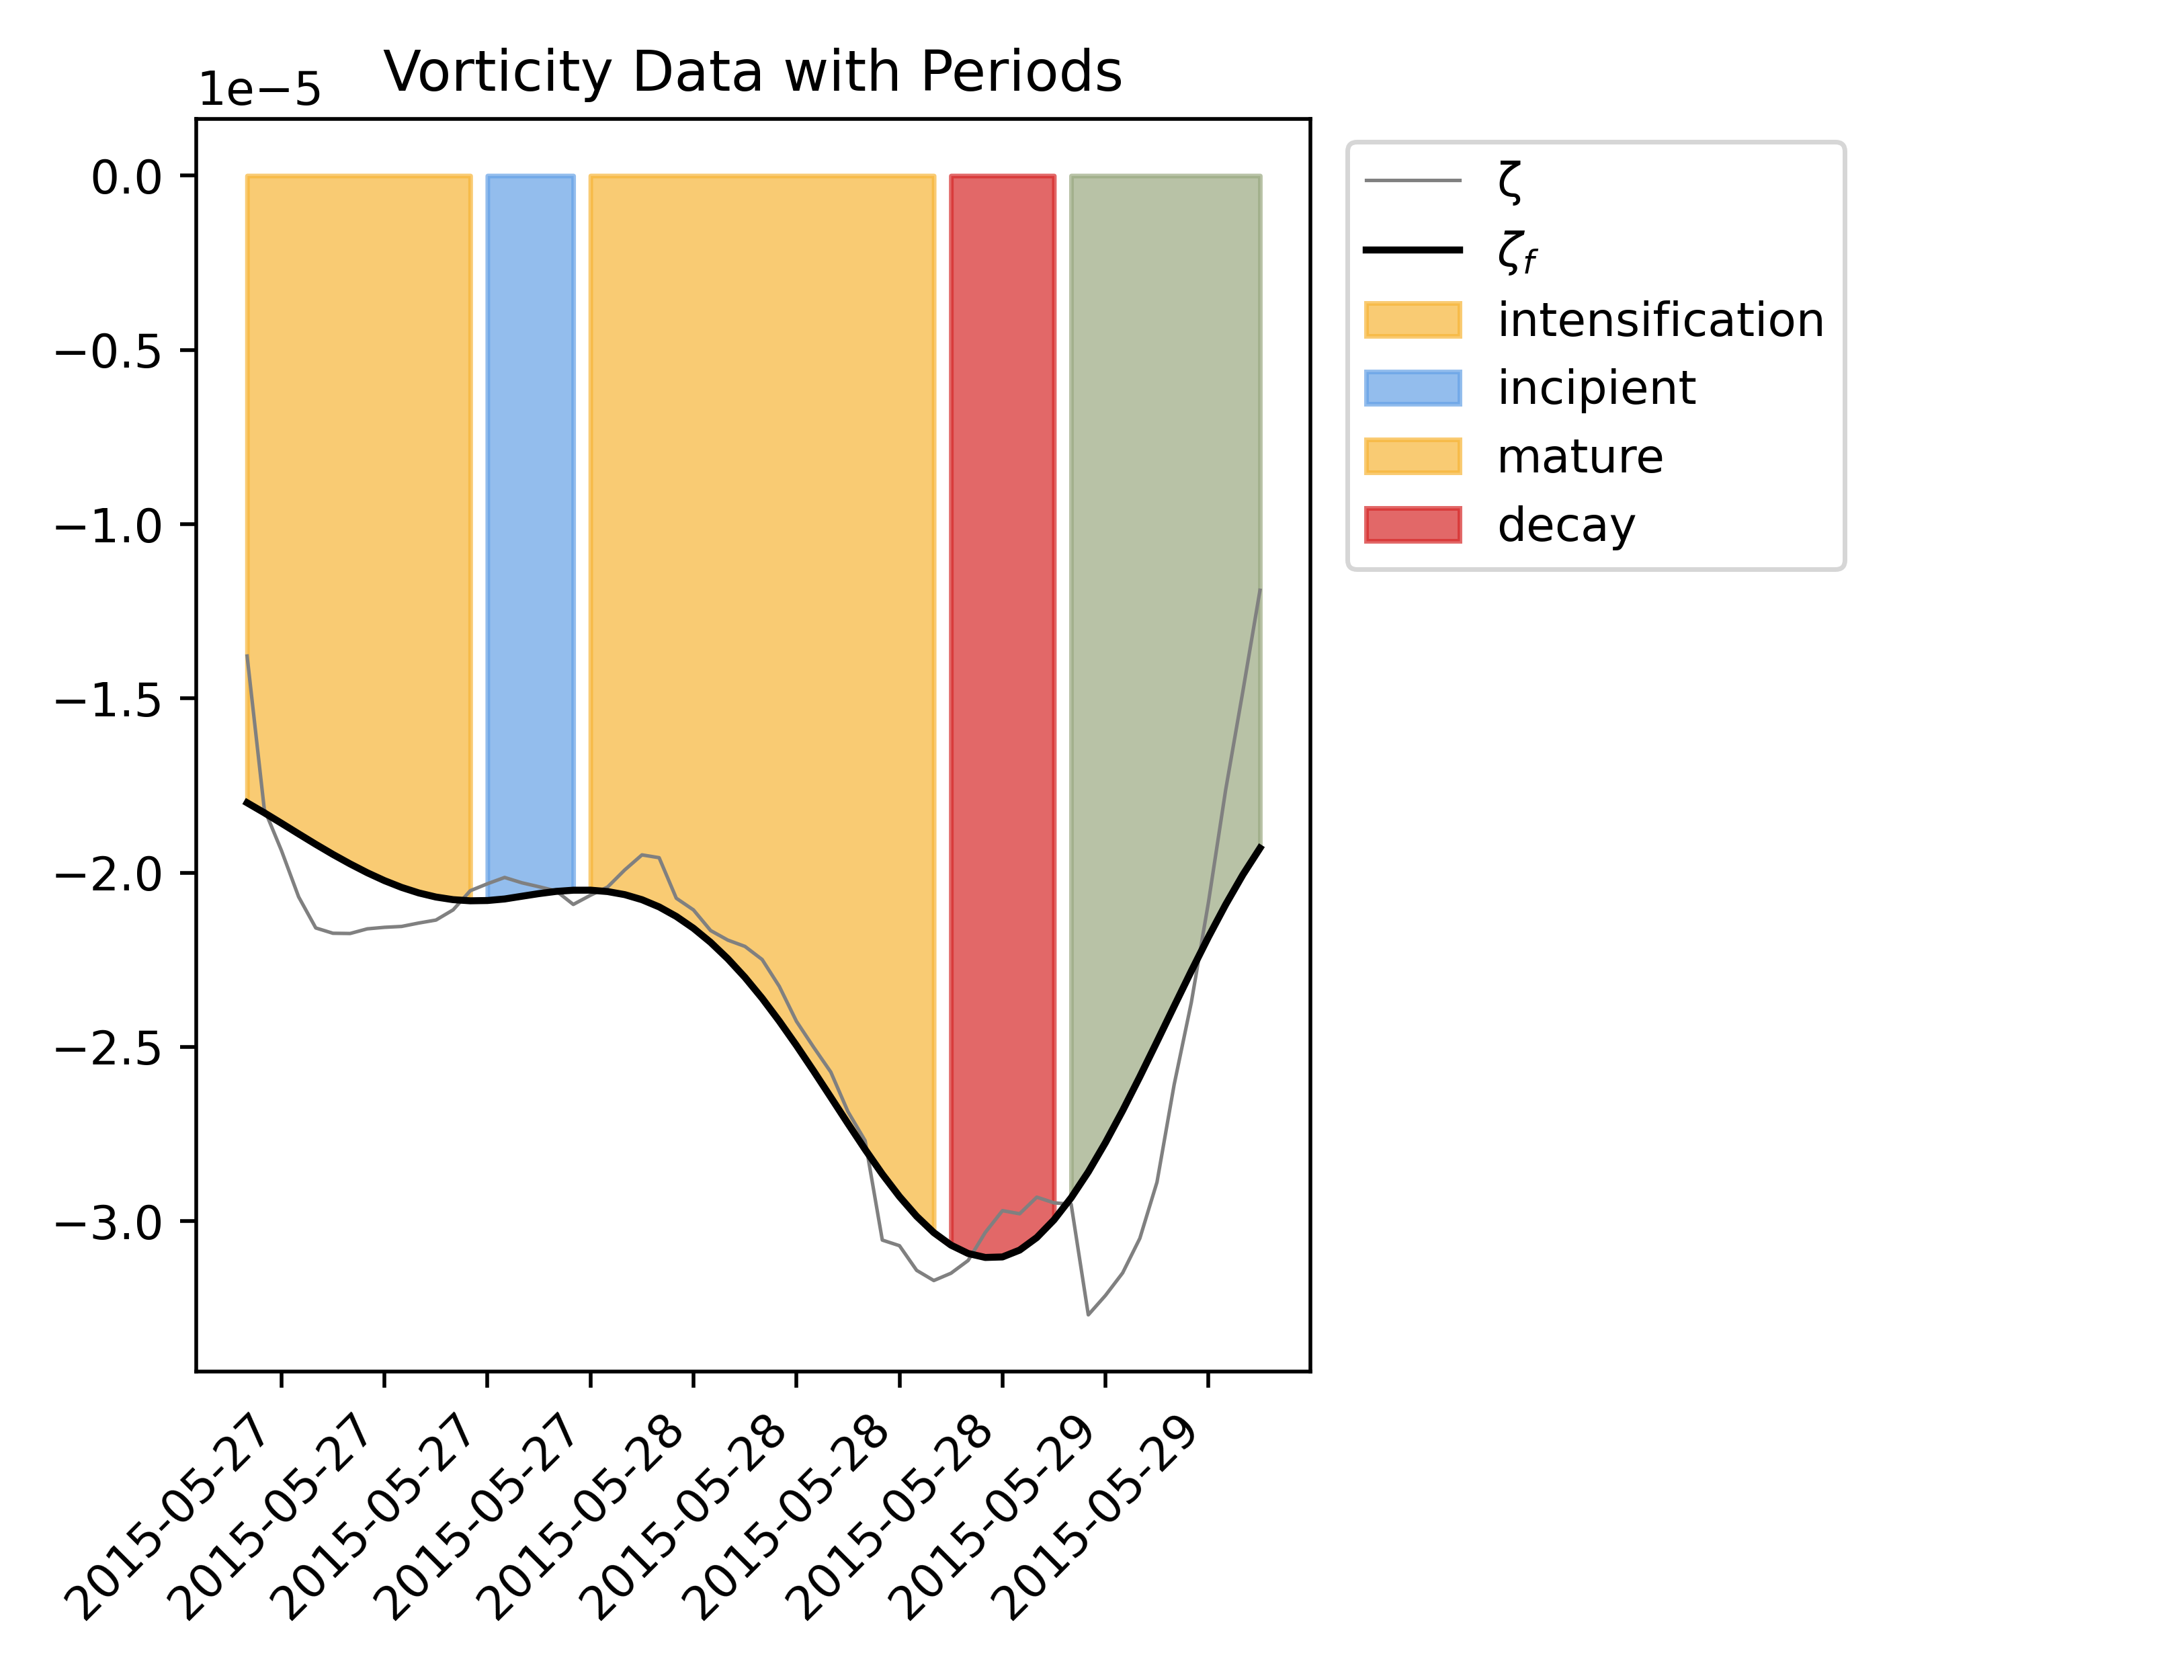 Vorticity Data with Periods
1e−5
0.0
−0.5
−1.0
−1.5
−2.0
−2.5
−3.0
2015-05-27
2015-05-27
2015-05-27
2015-05-27
2015-05-28
2015-05-28
2015-05-28
2015-05-28
2015-05-29
2015-05-29
ζ
ζf
intensification
incipient
mature
decay